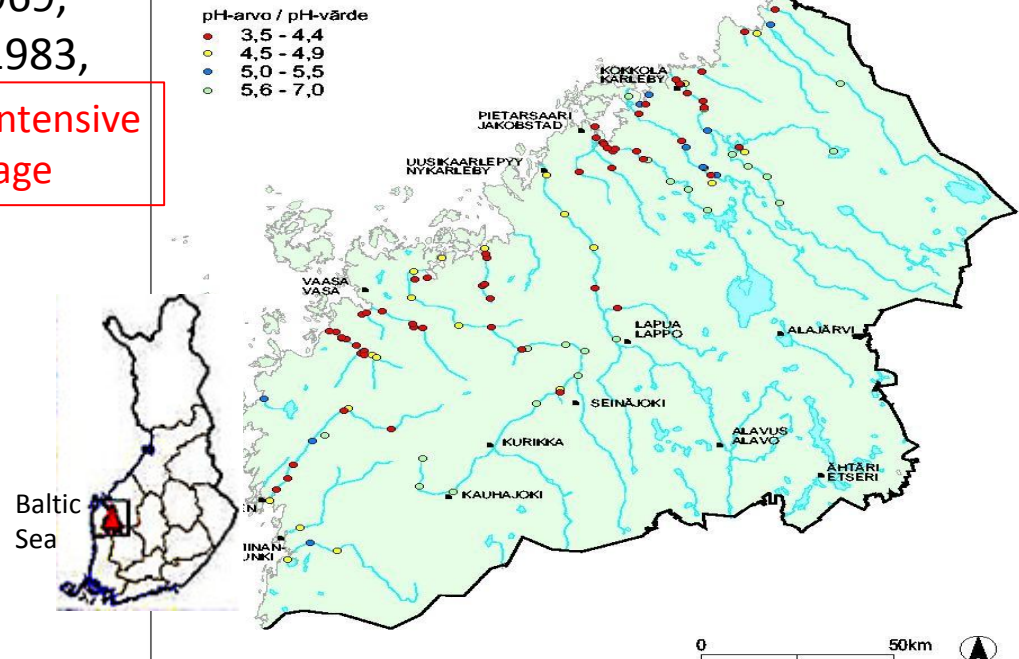 1983,
ntensive
age
pH-arvo / pH-värde
3,5 - 4,4
4,5 - 4,9
5,0 - 5,5
5,6 - 7,0
KOKKOLA
KARLEBY
PIETARSAARI
JAKOBSTAD
UUSIKAARLEPYY
NYKARLEBY
VAASA
VASA
LAPUA
LAPPO
ALAJÄRVI
SEINÄJOKI
ALAVUS
ALAVO
KURIKKA
ÄHTÄRI
ETSERI
KAUHAJOKI
EN
Baltic
Sea
0 50km